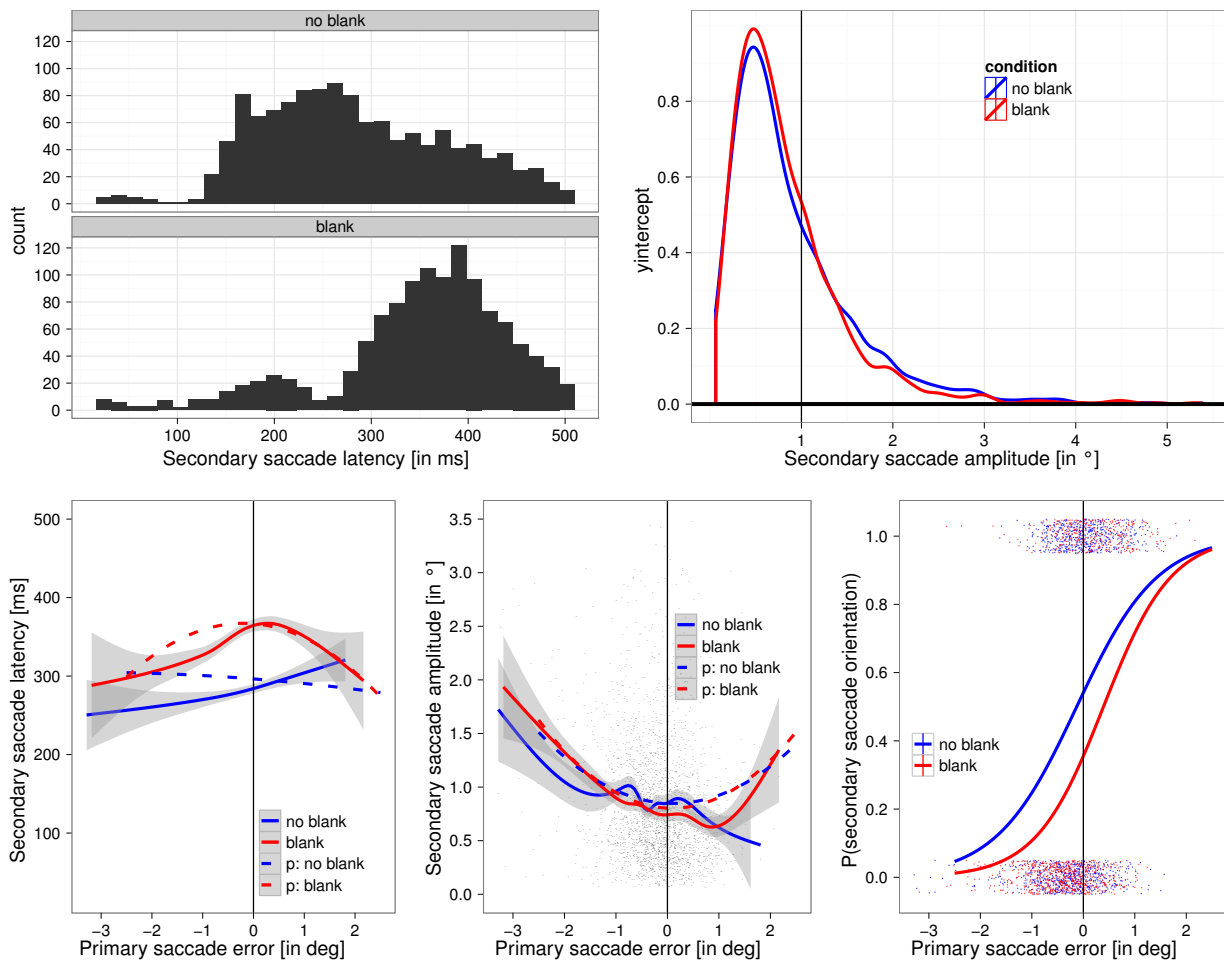 no blank
120
100
80
60
40
20
0
blank
120
100
80
60
40
20
0
count
100 200 300 400 500
Secondary saccade latency [in ms]
0.8
0.6
0.4
0.2
0.0
yintercept
condition
no blank
blank
1 2 3 4 5
Secondary saccade amplitude [in °]
500
400
300
200
100
Secondary saccade latency [ms]
no blank
blank
p: no blank
p: blank
−3 −2 −1 0 1 2
Primary saccade error [in deg]
3.5
3.0
2.5
2.0
1.5
1.0
0.5
0.0
Secondary saccade amplitude [in °]
no blank
blank
p: no blank
p: blank
−3 −2 −1 0 1 2
Primary saccade error [in deg]
1.0
0.8
0.6
0.4
0.2
0.0
P(secondary saccade orientation)
no blank
blank
−3 −2 −1 0 1 2
Primary saccade error [in deg]